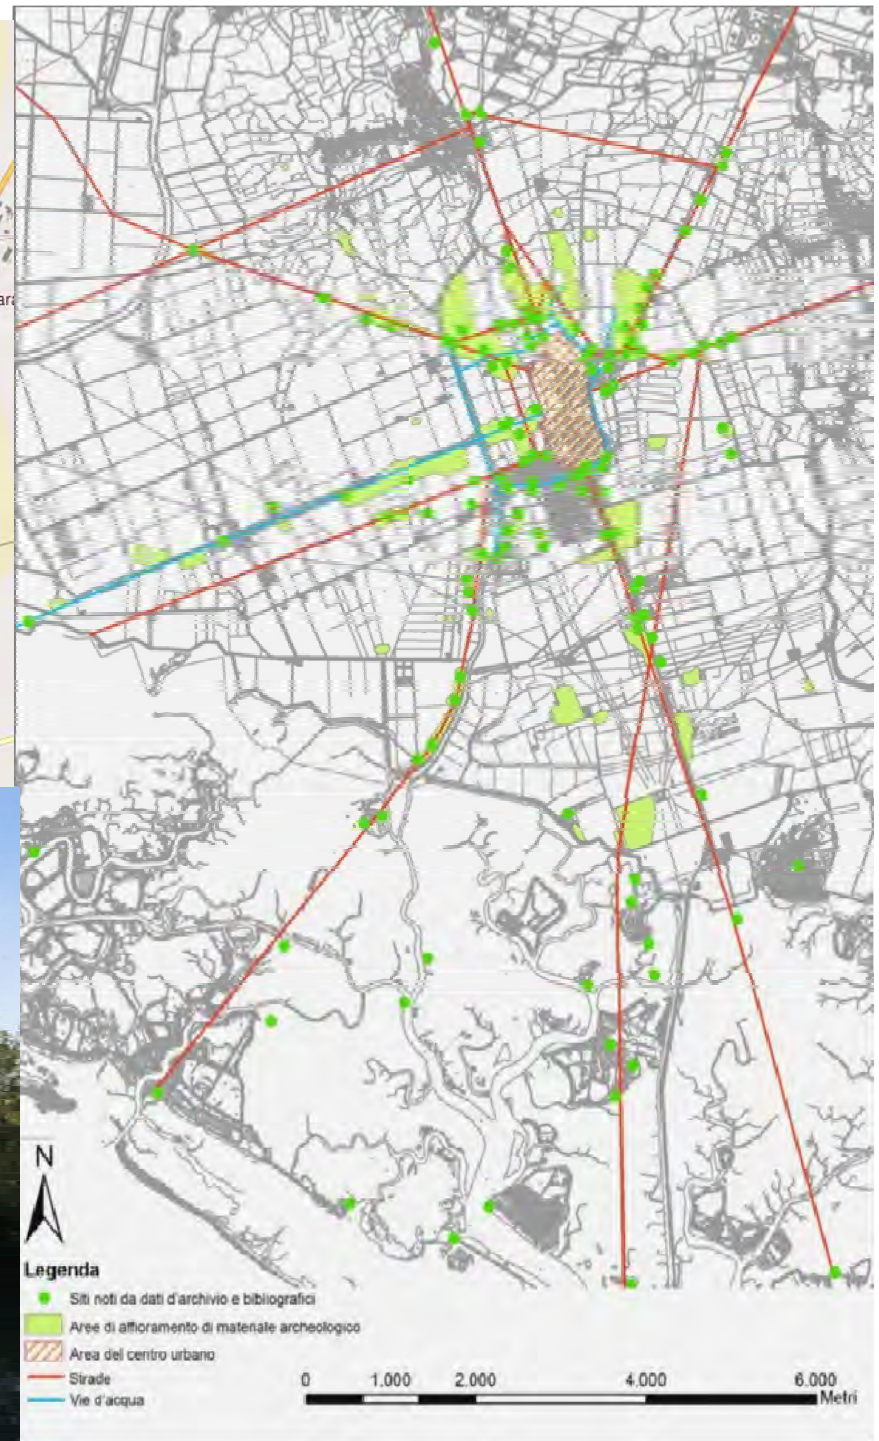 N
Legenda
Siti noti da dati d'archivio e bibliografici
Aree di affioramento di materiale archeologico
Area del centro urbano
Strade
Vie d'acqua
0 1.000 2.000 4.000 6.000
Metri